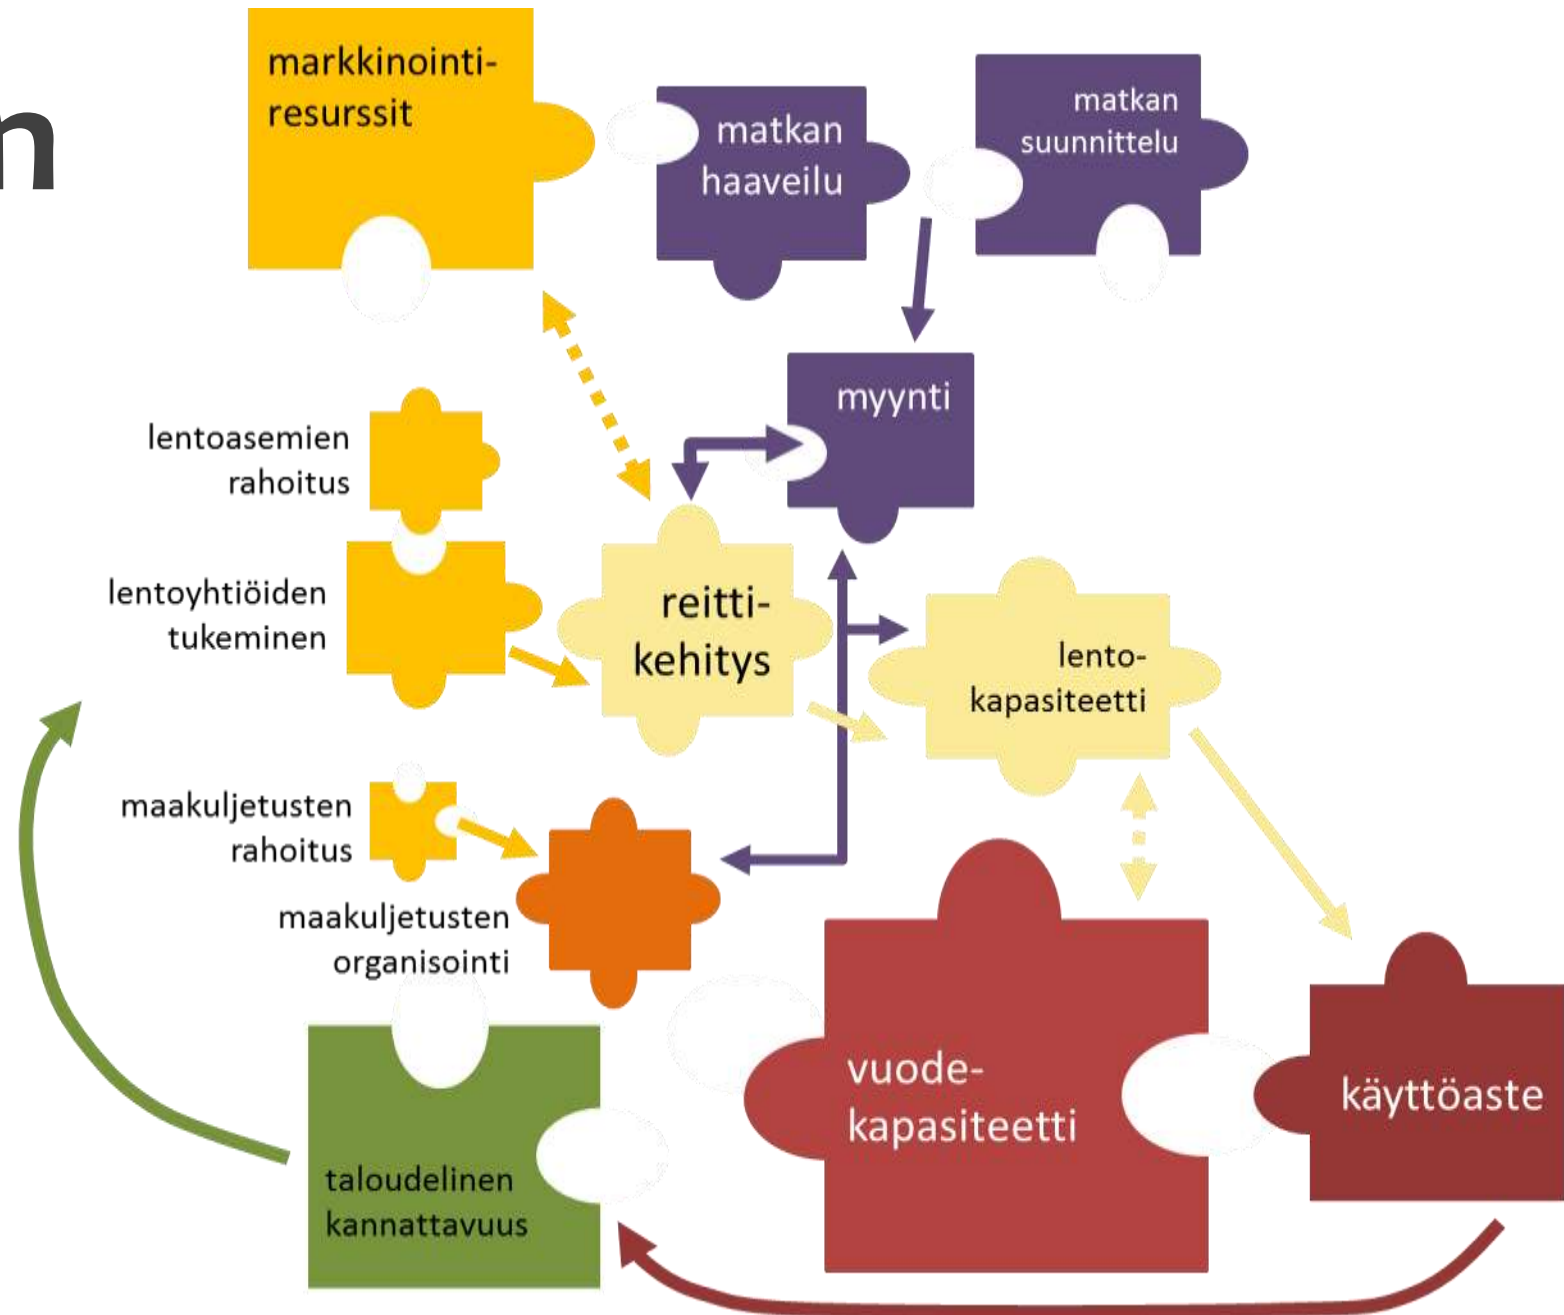 n
markkinointi-
resurssit
matkan
haaveilu
matkan
suunnittelu
myynti
lentoasemien
rahoitus
lentoyhtiöiden
tukeminen
reitti-
kehitys
lento-
kapasiteetti
maakuljetusten
rahoitus
maakuljetusten
organisointi
vuode-
kapasiteetti
käyttöaste
taloudelinen
kannattavuus